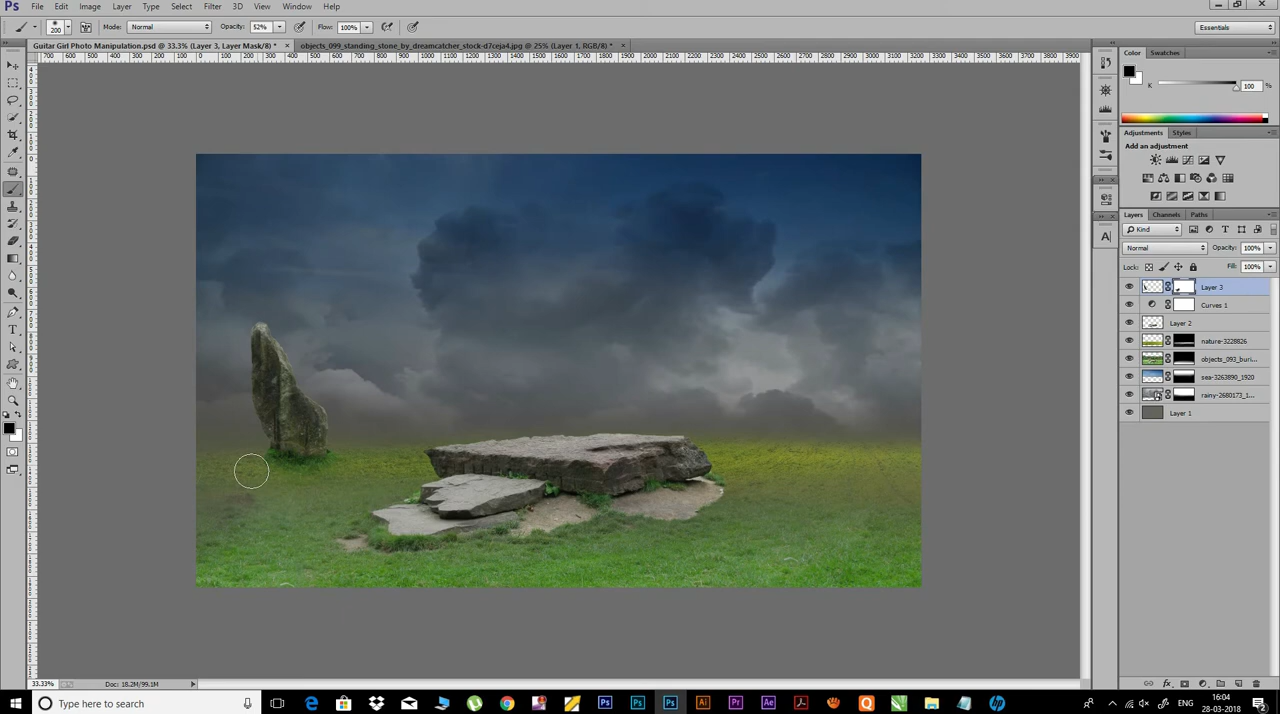 Ps File Edit Image Layer Type Select Filter 3D View Window Help
200 Mode: Normal Opacity: 52% Flow: 100% Essentials
Guitar Girl Photo Manipulation.psd @ 33.3% (Layer 3, Layer Mask/8) * × objects_099_standing_stone_by_dreamcatcher_stock-d7ceja4.jpg @ 25% (Layer 1, RGB/8) * ×
Color Swatches
K 100 %
Adjustments Styles
Add an adjustment
Layers Channels Paths
Kind
Normal Opacity: 100%
Lock: Fill: 100%
Layer 3
Curves 1
Layer 2
nature-3228826
objects_093_buri...
sea-3263890_1920
rainy-2680173_1...
Layer 1
33.33% Doc: 18.2M/99.1M
Type here to search
ENG 16:04
28-03-2018